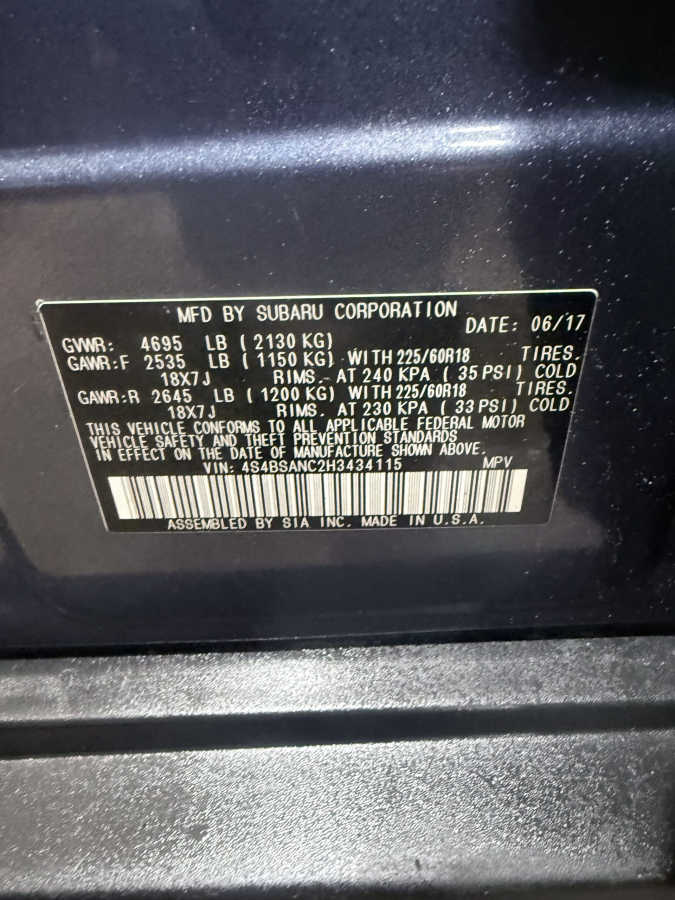 MFD BY SUBARU CORPORATION
DATE: 06/17
GVWR: 4695 LB ( 2130 KG)
GAWR:F 2535 LB ( 1150 KG) WITH 225/60R18 TIRES.
18X7J RIMS. AT 240 KPA ( 35 PSI) COLD
GAWR:R 2645 LB ( 1200 KG) WITH 225/60R18 TIRES.
18X7J RIMS. AT 230 KPA ( 33 PSI) COLD
THIS VEHICLE CONFORMS TO ALL APPLICABLE FEDERAL MOTOR
VEHICLE SAFETY AND THEFT PREVENTION STANDARDS
IN EFFECT ON THE DATE OF MANUFACTURE SHOWN ABOVE.
VIN: 4S4BSANC2H3434115 MPV
ASSEMBLED BY SIA INC. MADE IN U.S.A.